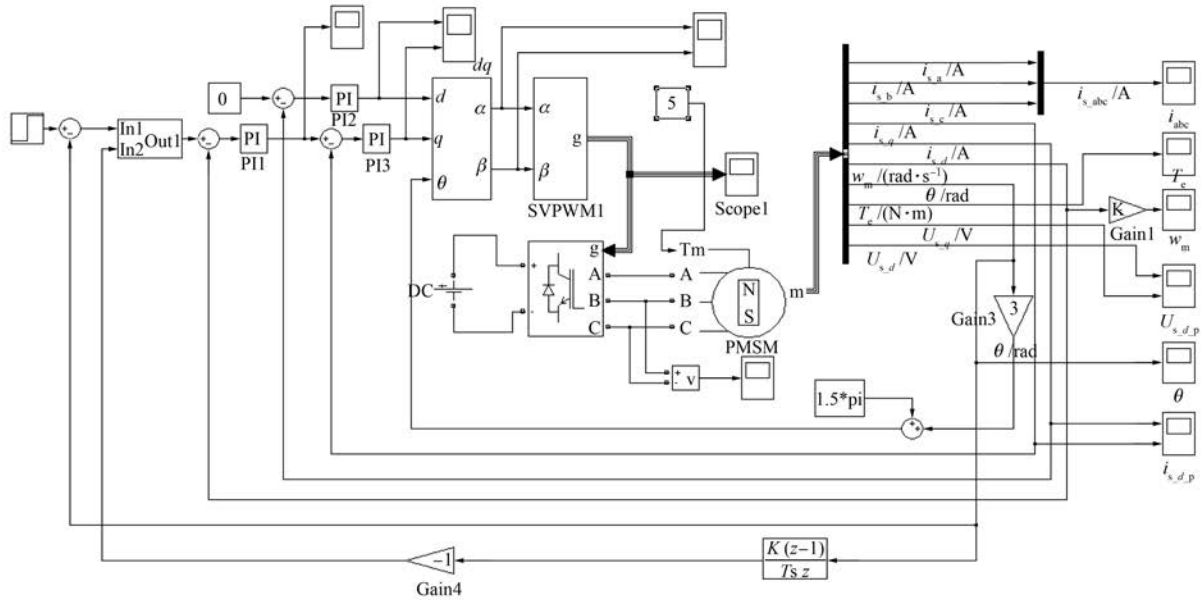 dq
0
PI
PI2
d
α
α
5
i_s_a /A
i_s_b /A
i_s_abc /A
i_abc
i_s_c /A
In1
In2
Out1
PI
PI1
PI
PI3
q
g
i_s_q /A
i_s_d /A
β
β
θ
w_m /(rad·s⁻¹)
T_e
SVPWM1
Scope1
θ /rad
K
T_e /(N·m)
Gain1
w_m
U_s_q /V
U_s_d /V
g
Tm
DC
+
-
A
B
C
A
B
C
N
S
m
3
Gain3
U_s_d_p
PMSM
θ /rad
+
-
v
1.5*pi
θ
i_s_d_p
K (z−1)
Ts z
−1
Gain4